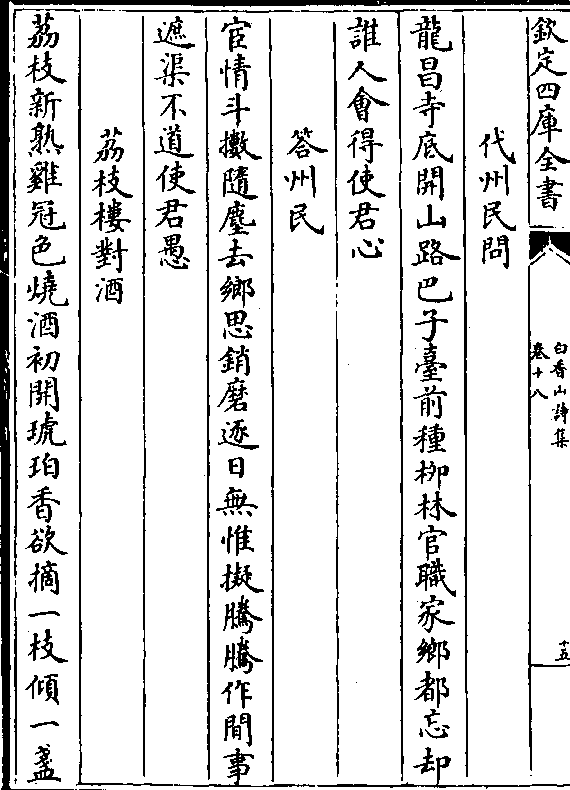 欽定四庫全書
白香山詩集
卷十八
十五
代州民問
龍昌寺底開山路巴子臺前種柳林官職家鄉都忘却
誰人會得使君心
答州民
宦情斗擻隨塵去鄉思銷磨逐日無惟擬騰騰作閒事
遮渠不道使君愚
荔枝樓對酒
荔枝新熟雞冠色燒酒初開琥珀香欲摘一枝傾一盞